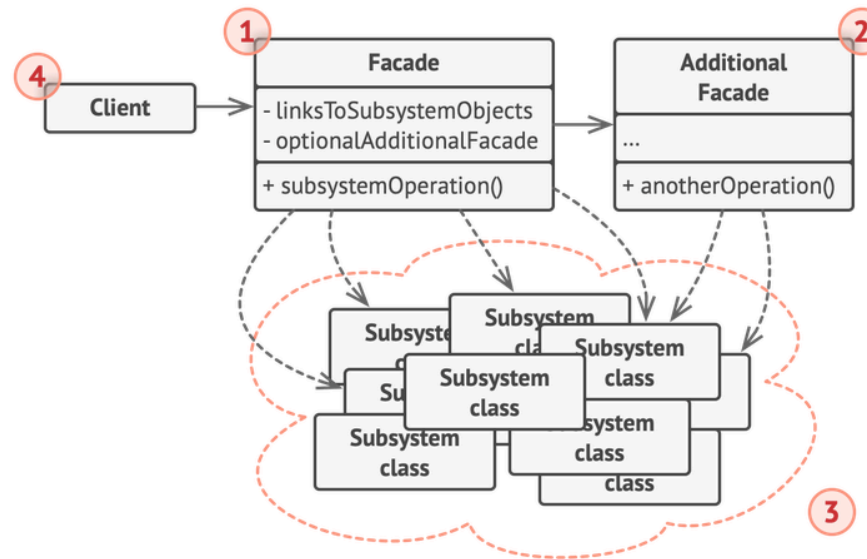 1
2
4
Facade
Additional
Facade
Client
- linksToSubsystemObjects
- optionalAdditionalFacade
...
+ subsystemOperation()
+ anotherOperation()
Subsystem
class
Subsystem
class
Subsystem
class
Subsystem
class
Subsystem
class
class
3